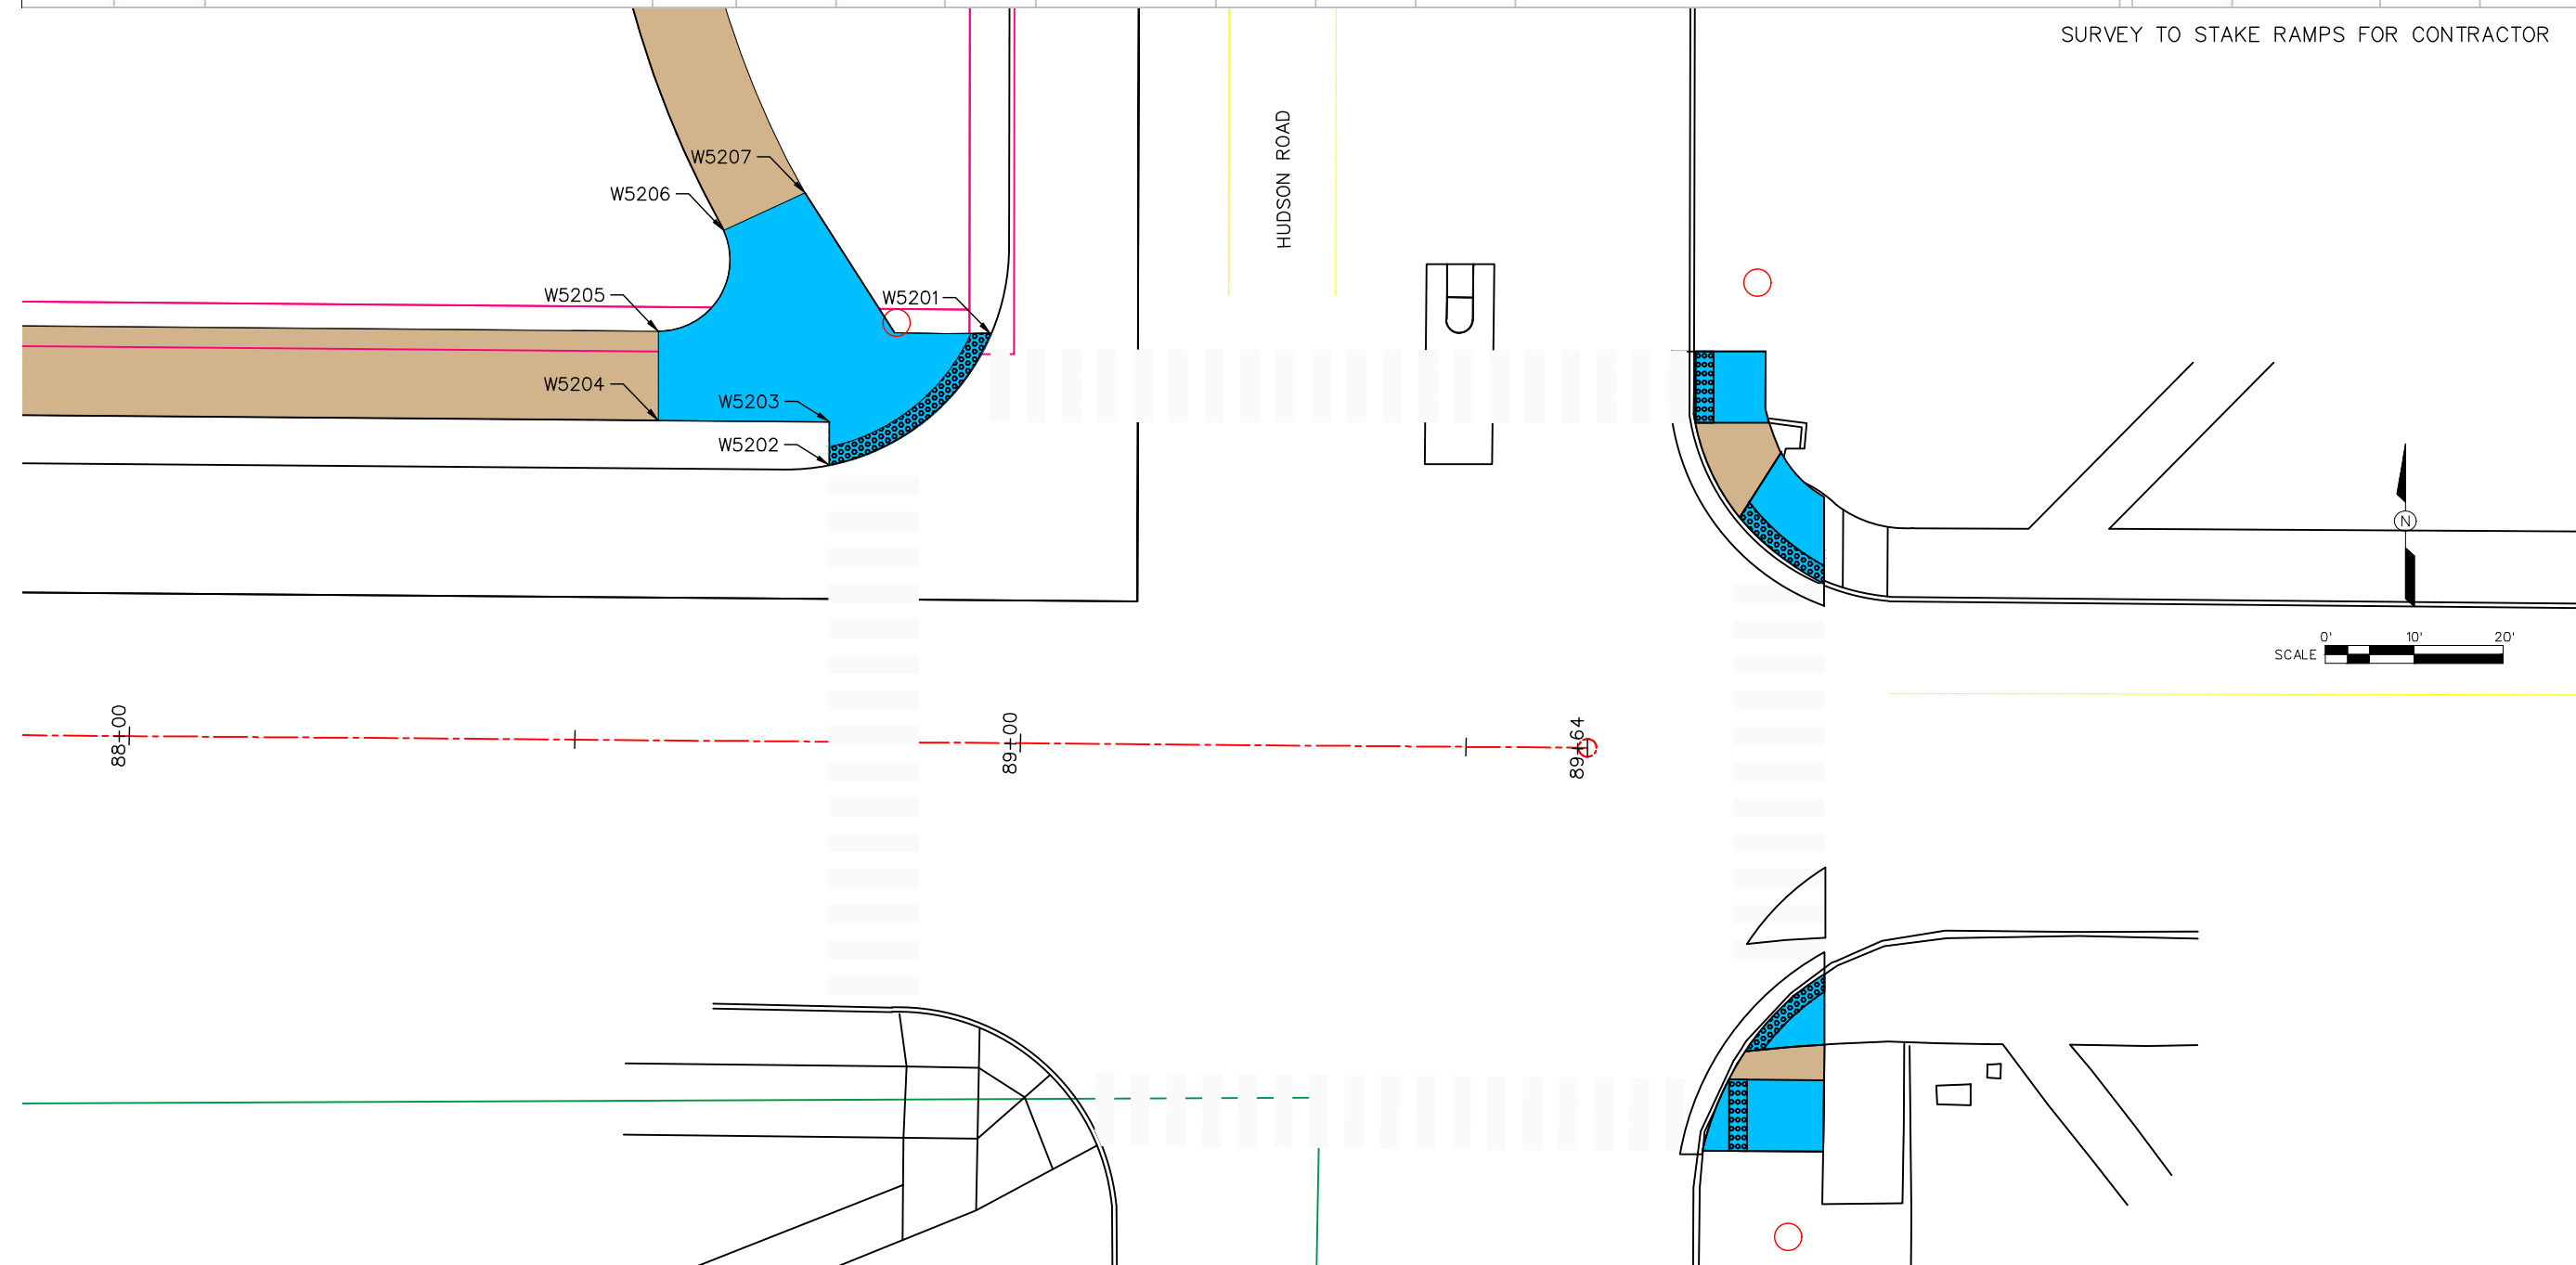 SURVEY TO STAKE RAMPS FOR CONTRACTOR
W5207
W5206
HUDSON ROAD
W5205
W5201
W5204
W5203
W5202
N
0' 10' 20'
SCALE
88+00
89+00
89+64